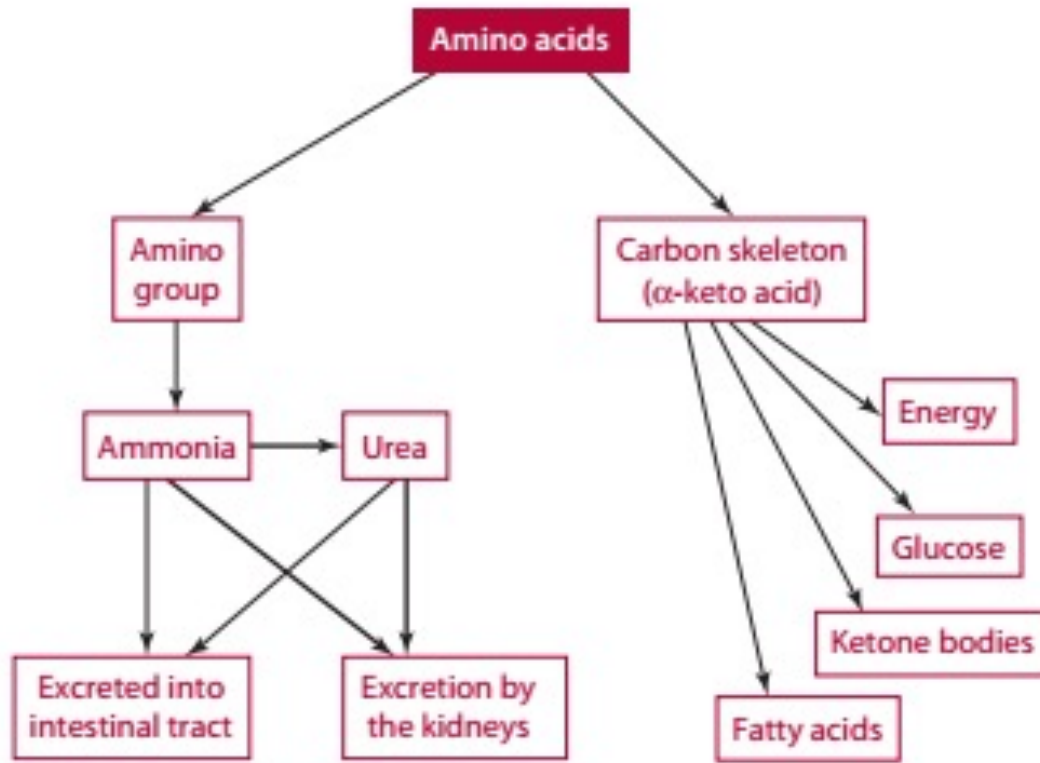 Amino acids
Amino
group
Carbon skeleton
(α-keto acid)
Ammonia
Urea
Energy
Glucose
Ketone bodies
Fatty acids
Excreted into
intestinal tract
Excretion by
the kidneys